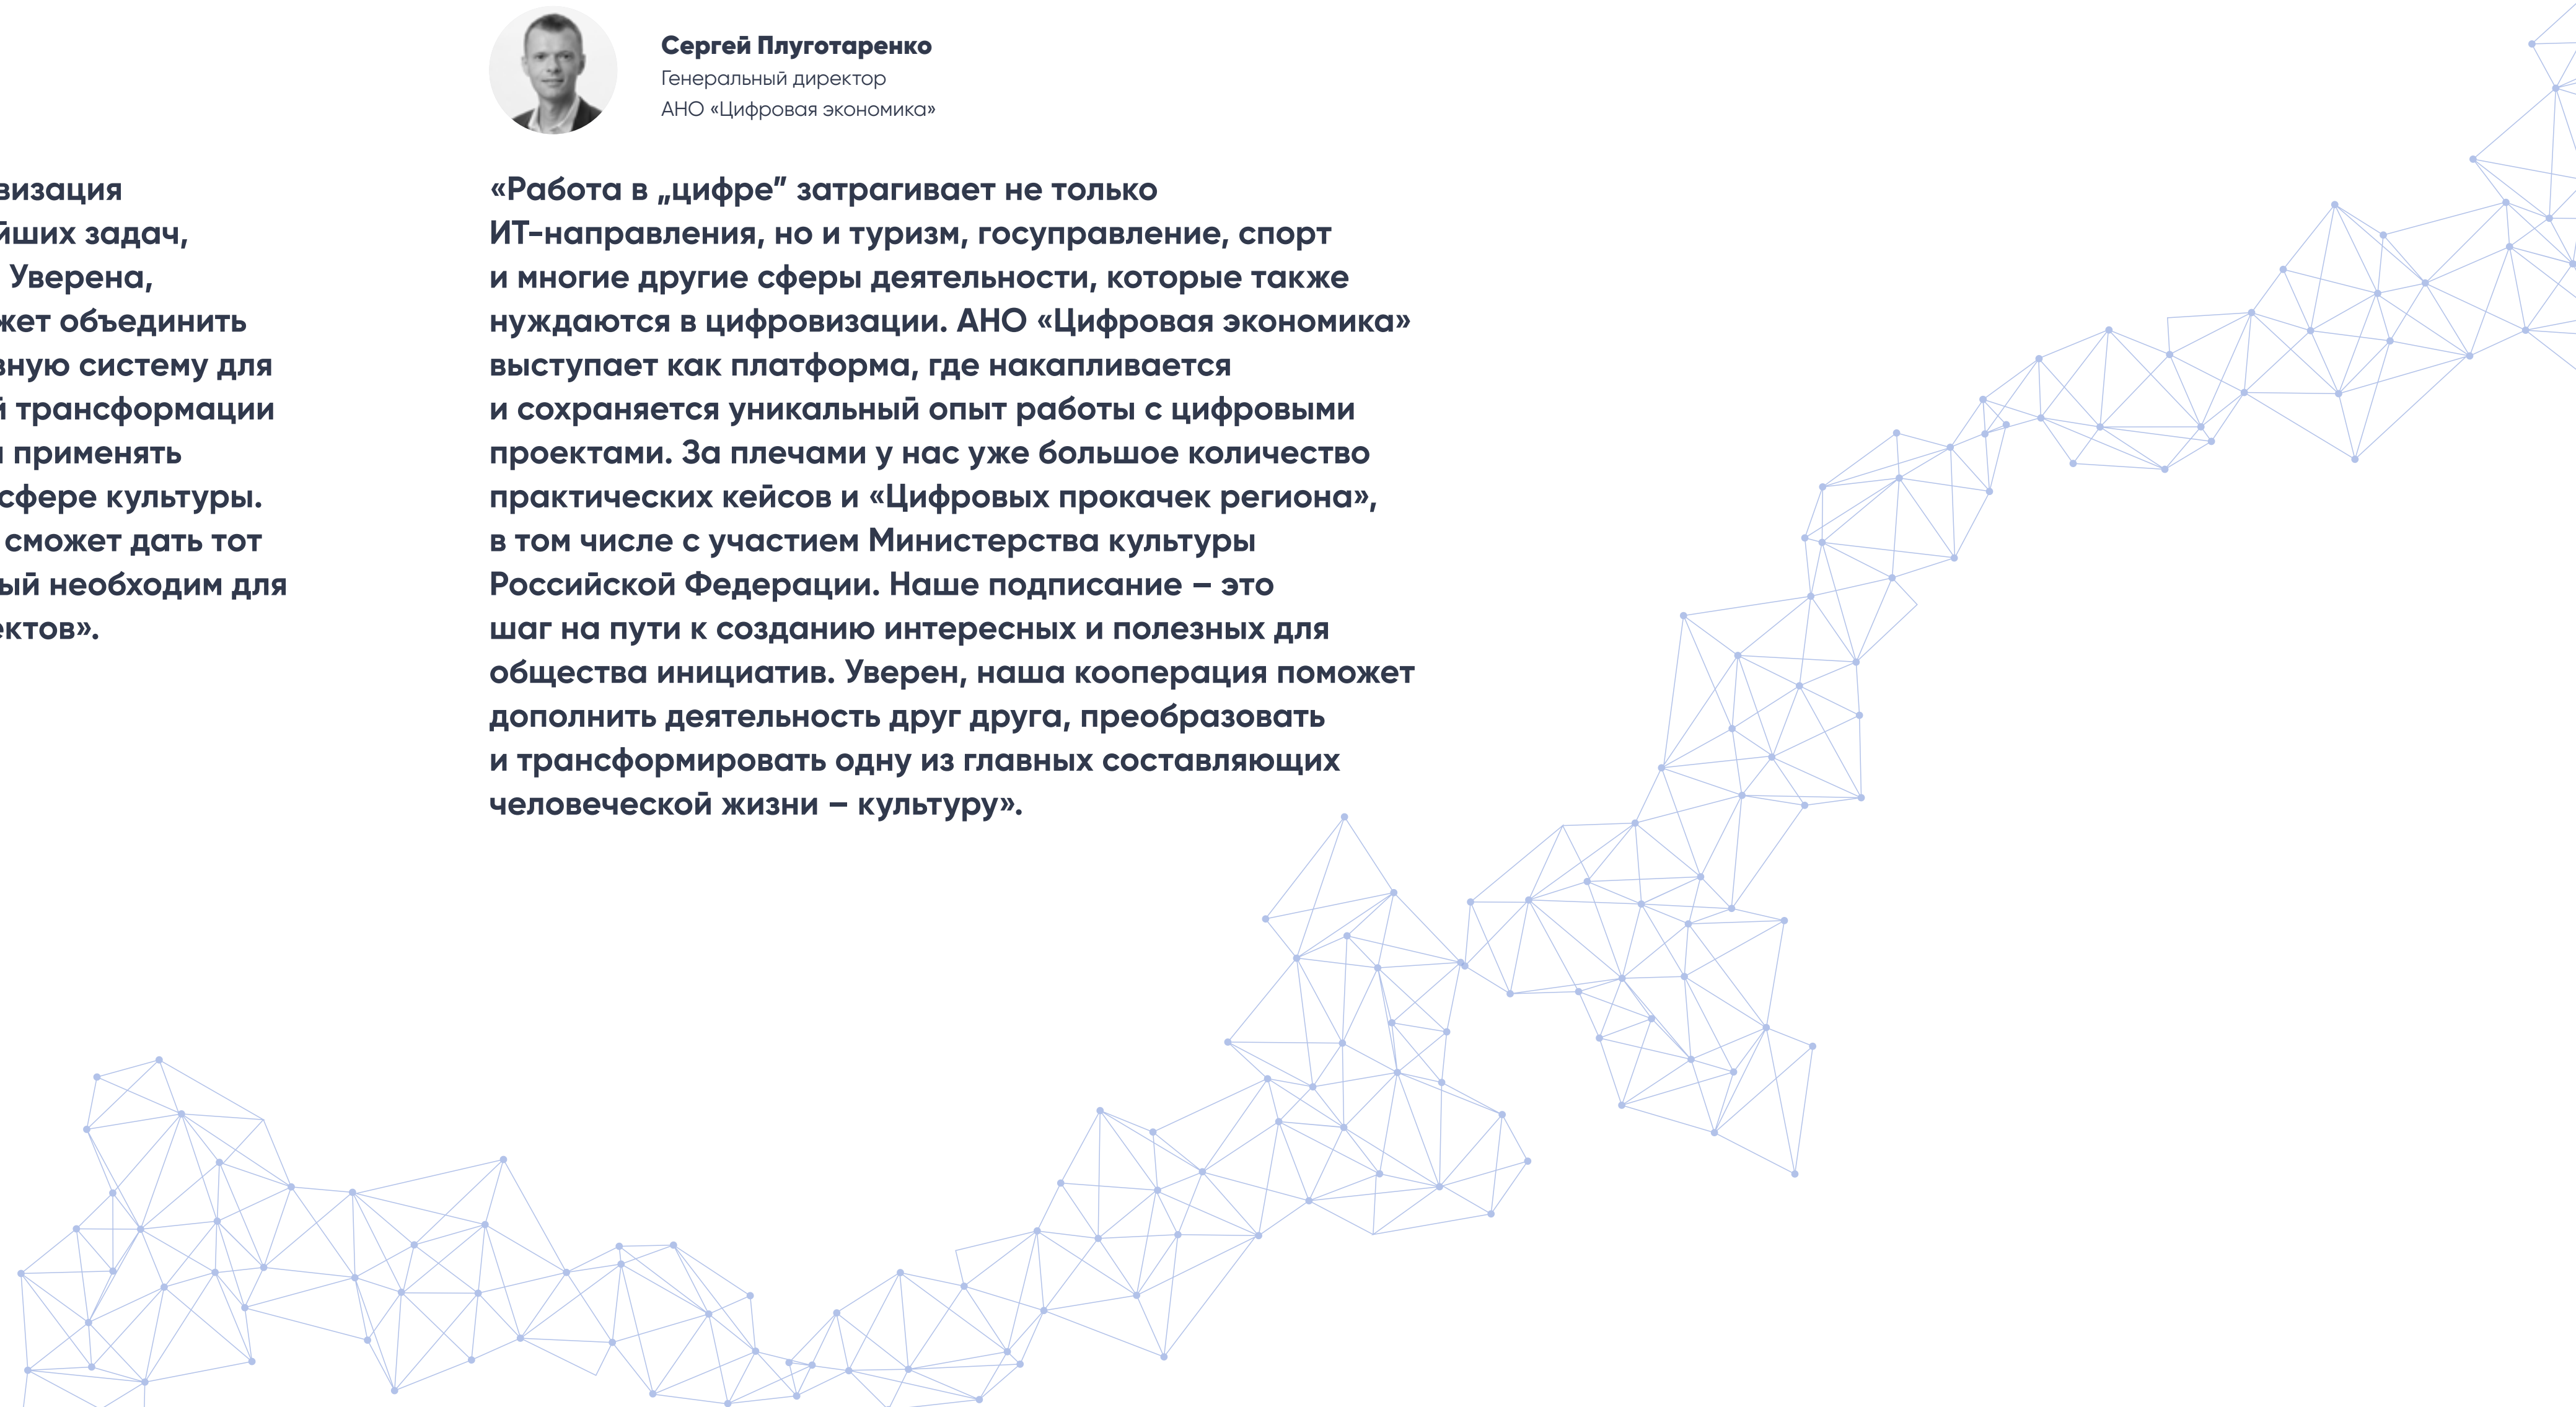 визация
йших задач,
Уверена,
жет объединить
вную систему для
й трансформации
применять
сфере культуры.
сможет дать тот
ый необходим для
ектов».
Сергей Плуготаренко
Генеральный директор
АНО «Цифровая экономика»
«Работа в „цифре” затрагивает не только
ИТ-направления, но и туризм, госуправление, спорт
и многие другие сферы деятельности, которые также
нуждаются в цифровизации. АНО «Цифровая экономика»
выступает как платформа, где накапливается
и сохраняется уникальный опыт работы с цифровыми
проектами. За плечами у нас уже большое количество
практических кейсов и «Цифровых прокачек региона»,
в том числе с участием Министерства культуры
Российской Федерации. Наше подписание – это
шаг на пути к созданию интересных и полезных для
общества инициатив. Уверен, наша кооперация поможет
дополнить деятельность друг друга, преобразовать
и трансформировать одну из главных составляющих
человеческой жизни – культуру».